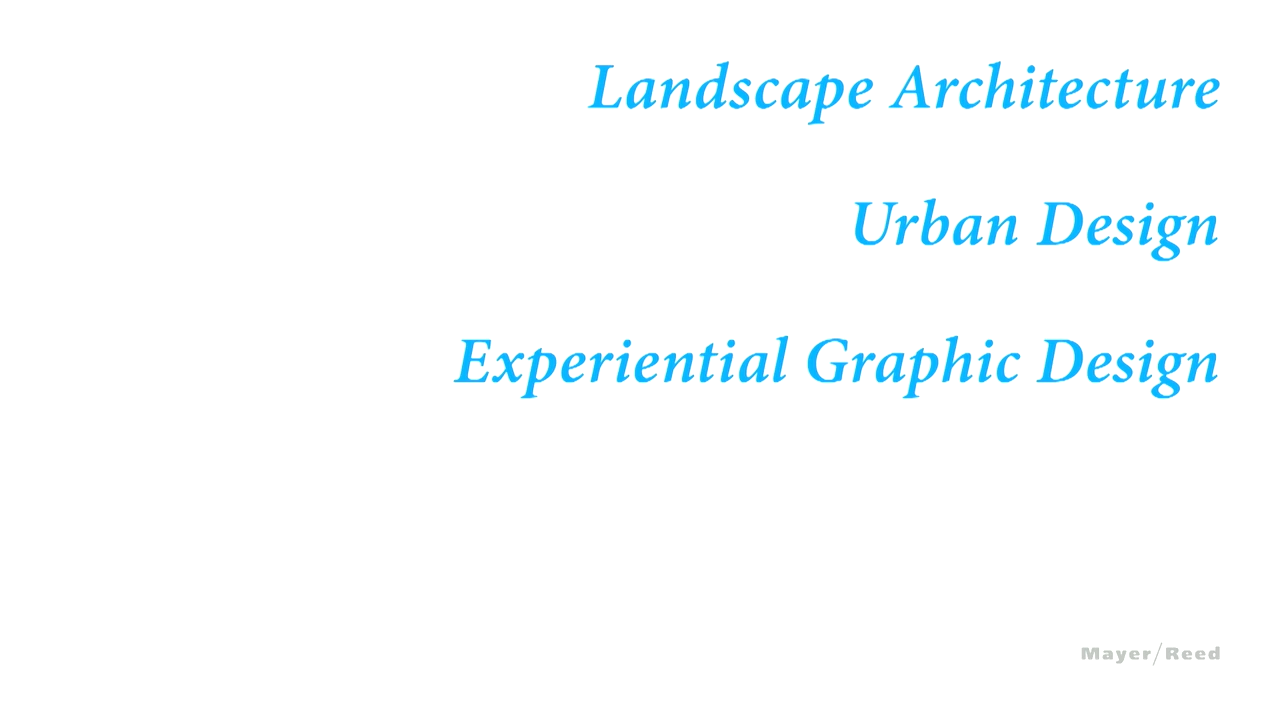 Landscape Architecture
Urban Design
Experiential Graphic Design
Mayer/Reed